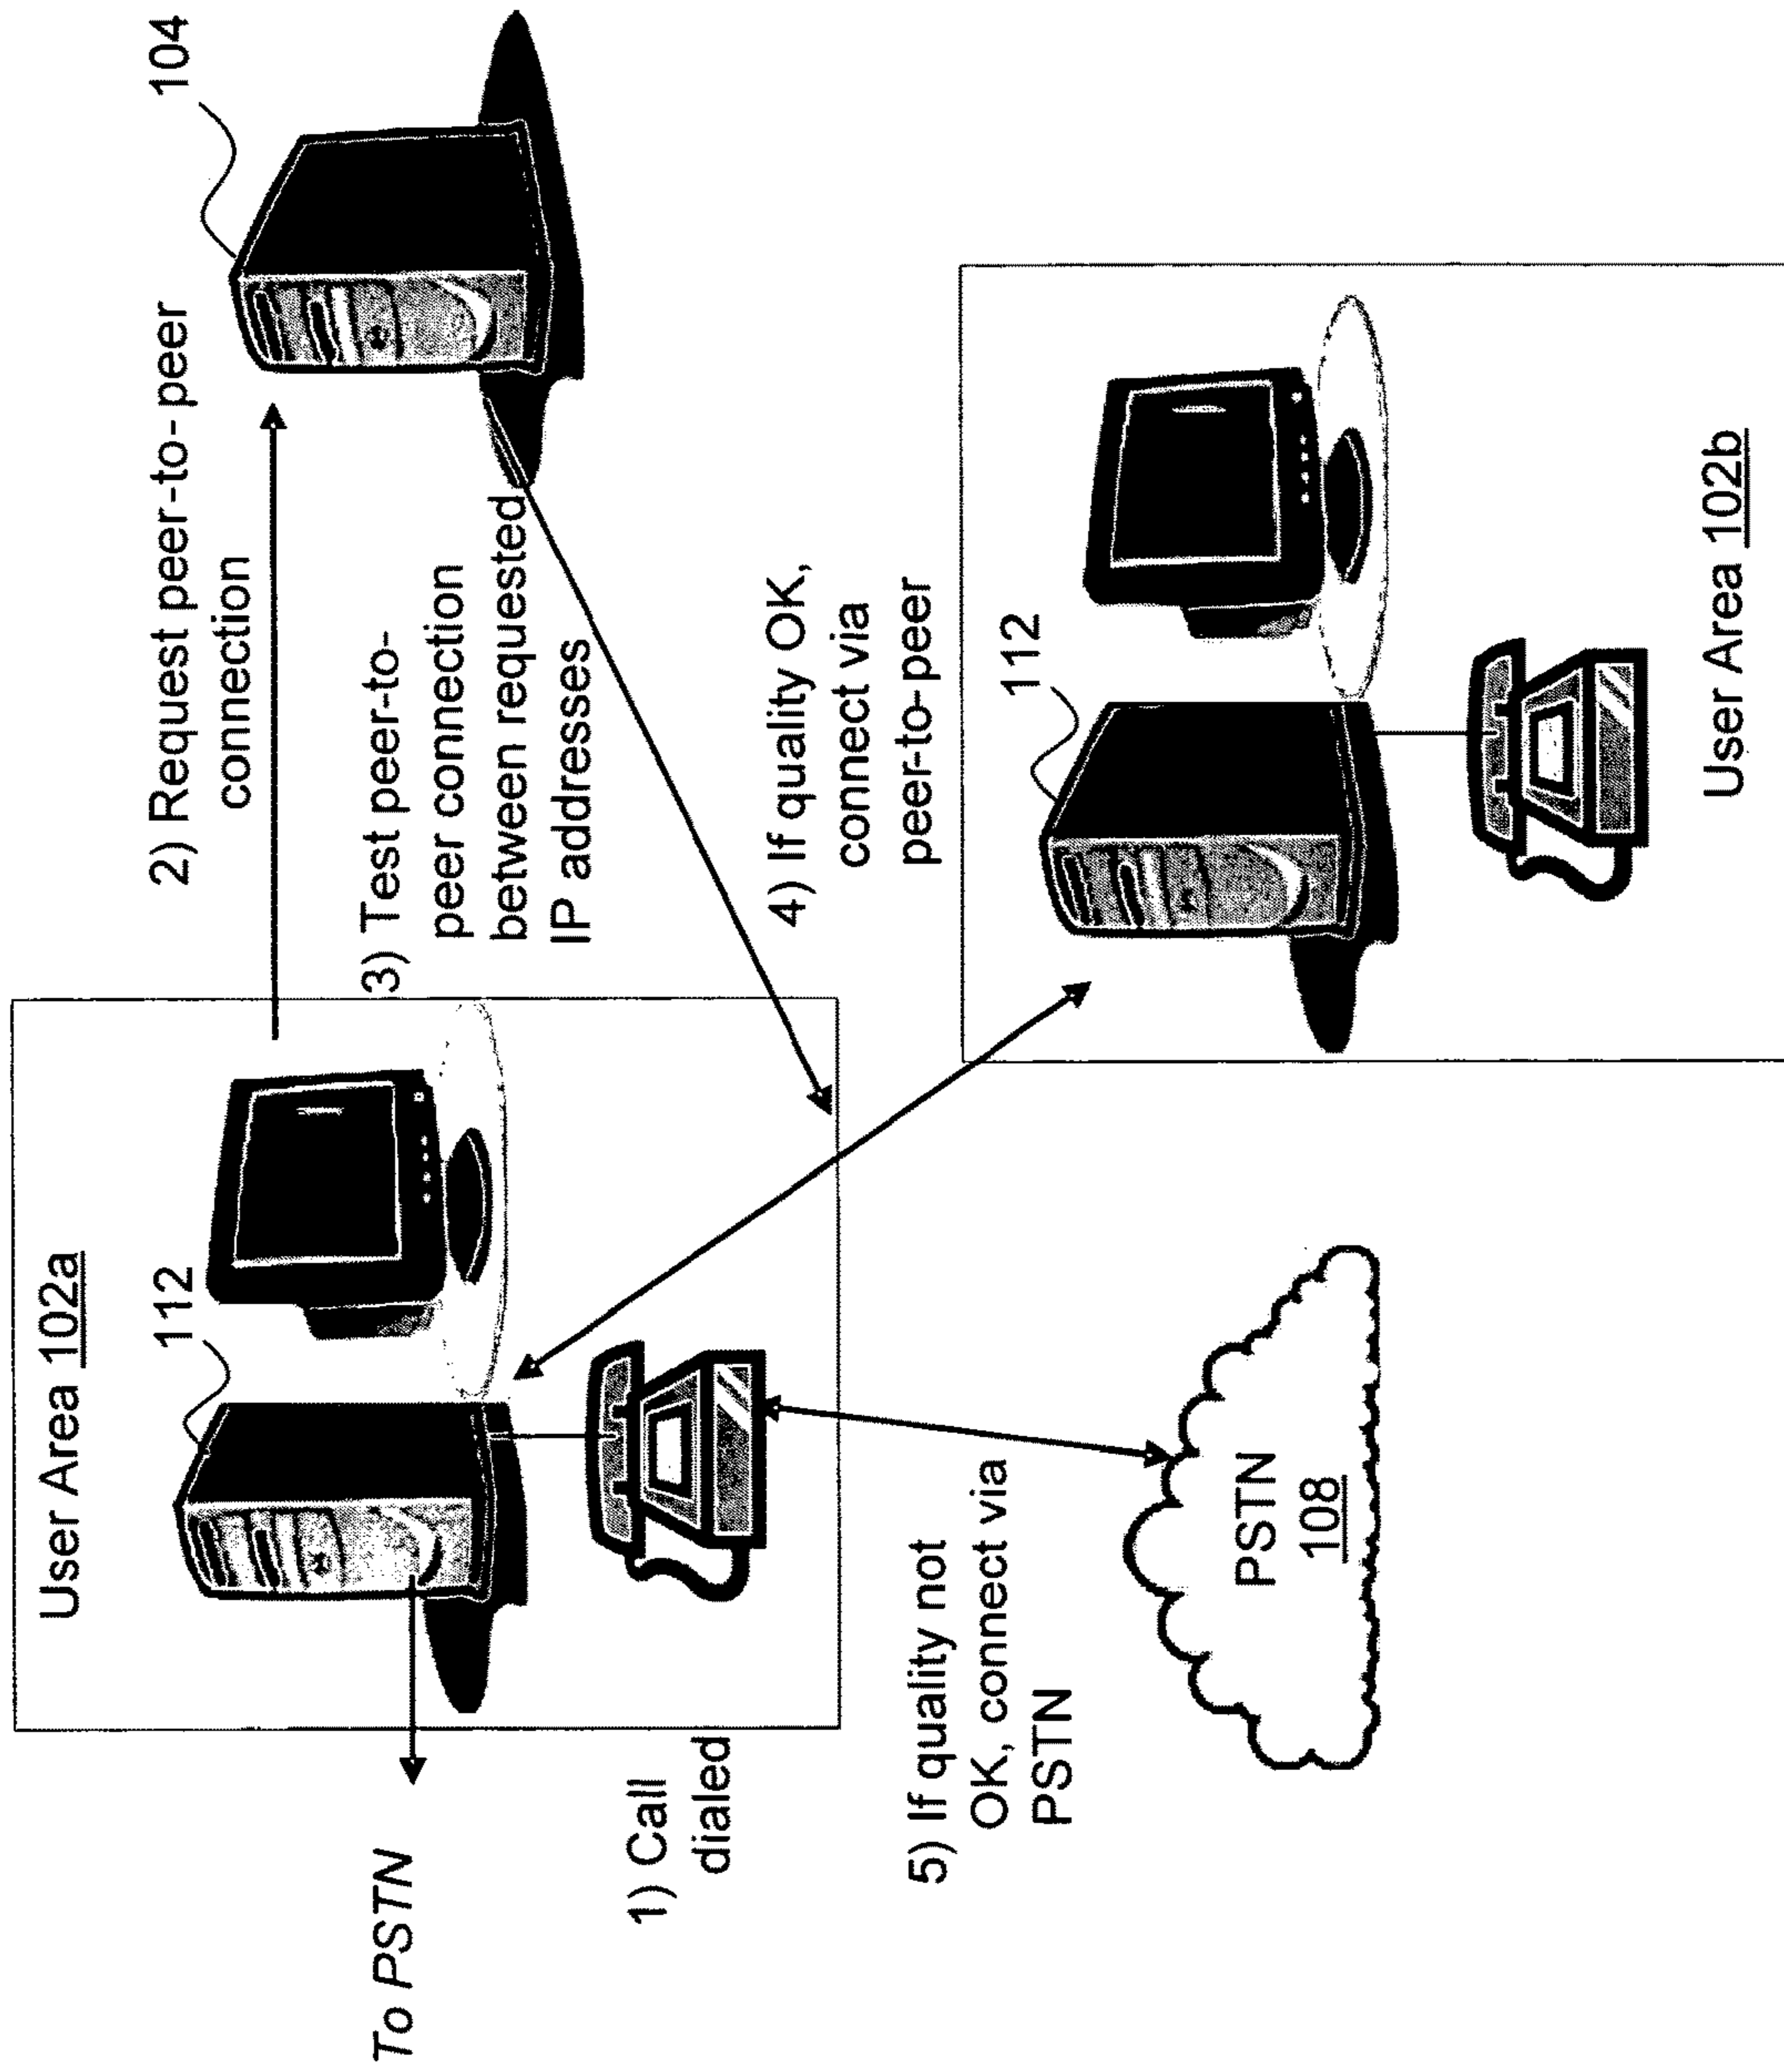 User Area 102a
112
2) Request peer-to-peer
connection
104
To PSTN
1) Call
dialed
3) Test peer-to-
peer connection
between requested
IP addresses
4) If quality OK,
connect via
peer-to-peer
5) If quality not
OK, connect via
PSTN
PSTN
108
112
User Area 102b